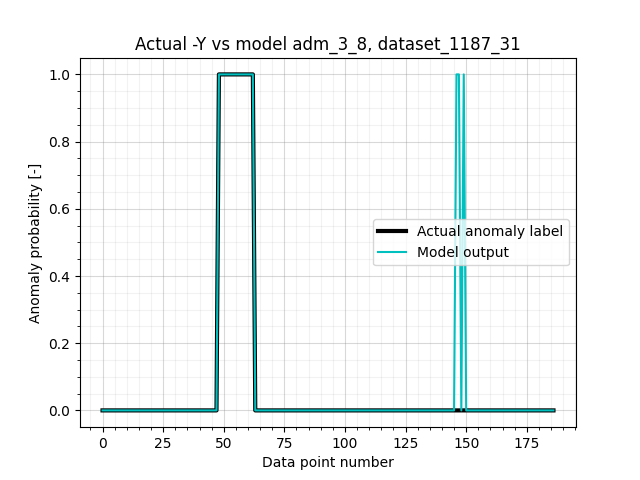 Actual -Y vs model adm_3_8, dataset_1187_31
Anomaly probability [-]
1.0
0.8
0.6
0.4
0.2
0.0
Actual anomaly label
Model output
0 25 50 75 100 125 150 175
Data point number